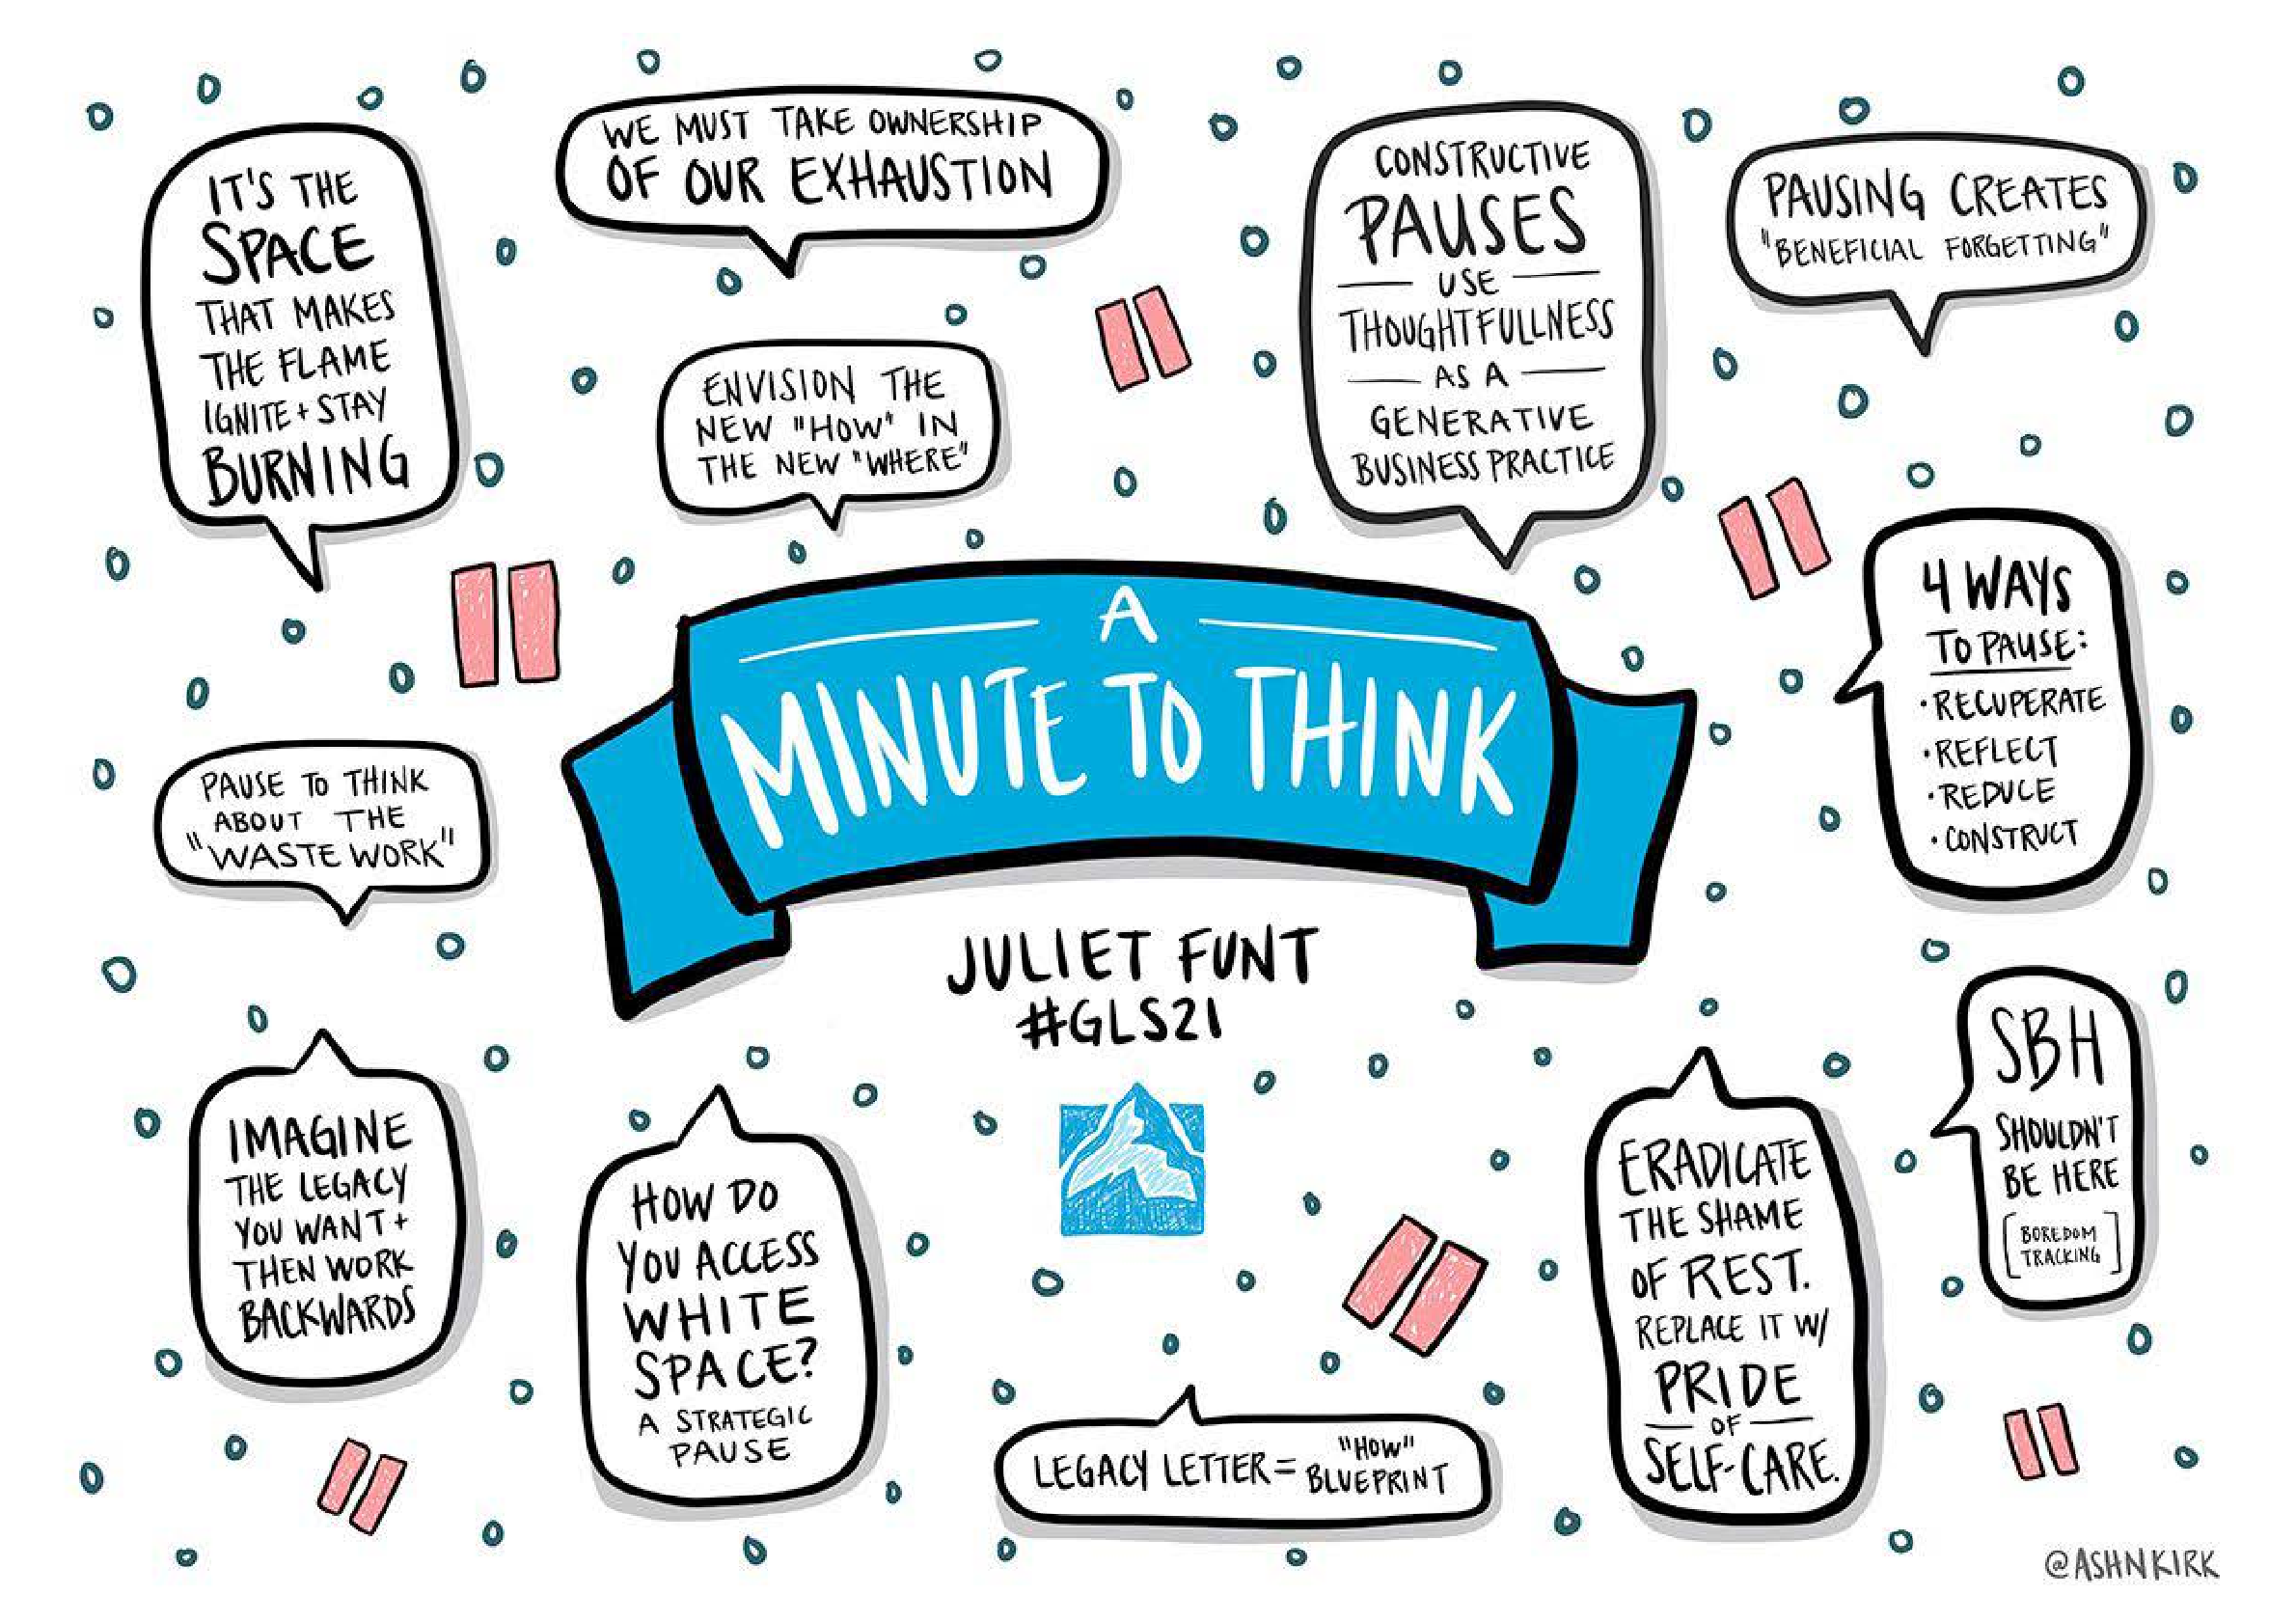 IT'S THE
SPACE
THAT MAKES
THE FLAME
IGNITE + STAY
BURNING
WE MUST TAKE OWNERSHIP
OF OUR EXHAUSTION
ENVISION THE
NEW "HOW" IN
THE NEW "WHERE"
CONSTRUCTIVE
PAUSES
USE
THOUGHTFULLNESS
AS A
GENERATIVE
BUSINESS PRACTICE
PAUSING CREATES
"BENEFICIAL FORGETTING"
4 WAYS
TO PAUSE:
• RECUPERATE
• REFLECT
• REDUCE
• CONSTRUCT
A
MINUTE TO THINK
JULIET FUNT
#GLS21
PAUSE TO THINK
ABOUT THE
"WASTE WORK"
IMAGINE
THE LEGACY
YOU WANT +
THEN WORK
BACKWARDS
HOW DO
YOU ACCESS
WHITE
SPACE?
A STRATEGIC
PAUSE
LEGACY LETTER = "HOW"
BLUEPRINT
ERADICATE
THE SHAME
OF REST.
REPLACE IT W/
PRIDE
OF
SELF-CARE.
SBH
SHOULDN'T
BE HERE
[BOREDOM
TRACKING]
@ASHNKIRK